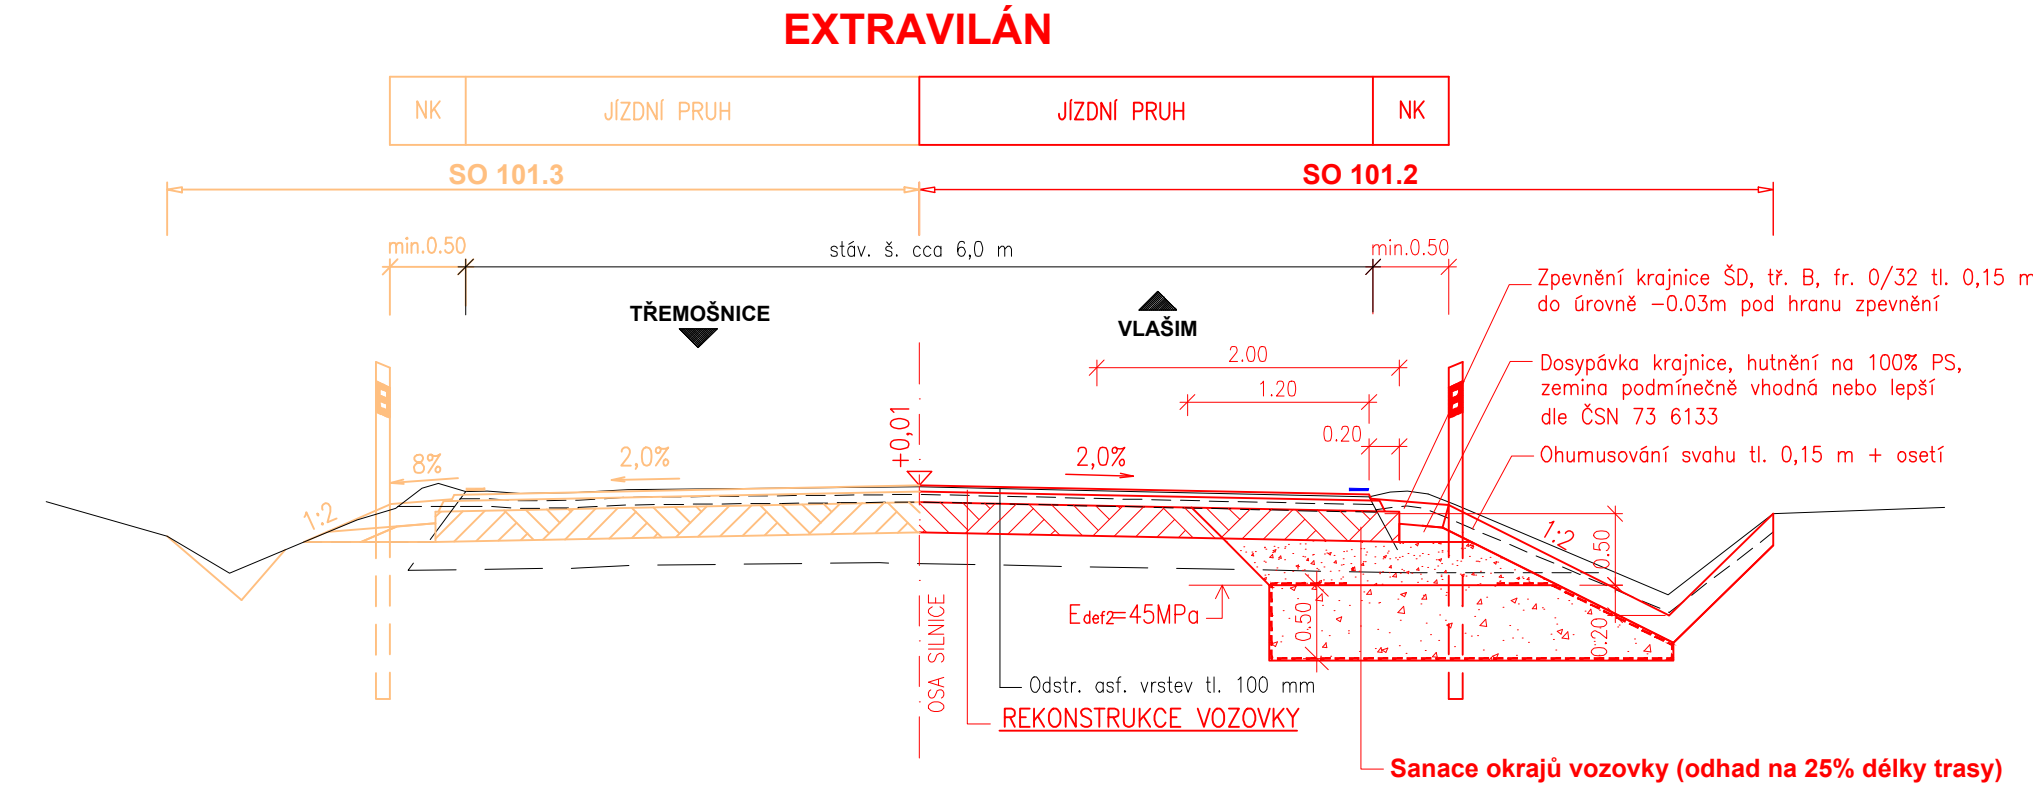 EXTRAVILÁN
NK
JÍZDNÍ PRUH
JÍZDNÍ PRUH
NK
SO 101.3
SO 101.2
min.0.50
stáv. š. cca 6,0 m
min.0.50
Zpevnění krajnice ŠD, tř. B, fr. 0/32 tl. 0,15 m
do úrovně -0.03m pod hranu zpevnění
TŘEMOŠNICE
VLAŠIM
2.00
Dosypávka krajnice, hutnění na 100% PS,
zemina podmínečně vhodná nebo lepší
dle ČSN 73 6133
1.20
+0,01
0.20
8%
2,0%
2,0%
Ohumusování svahu tl. 0,15 m + osetí
1:2
1:2
0.50
Edef2=45MPa
0.50
0.20
OSA SILNICE
Odstr. asf. vrstev tl. 100 mm
REKONSTRUKCE VOZOVKY
Sanace okrajů vozovky (odhad na 25% délky trasy)